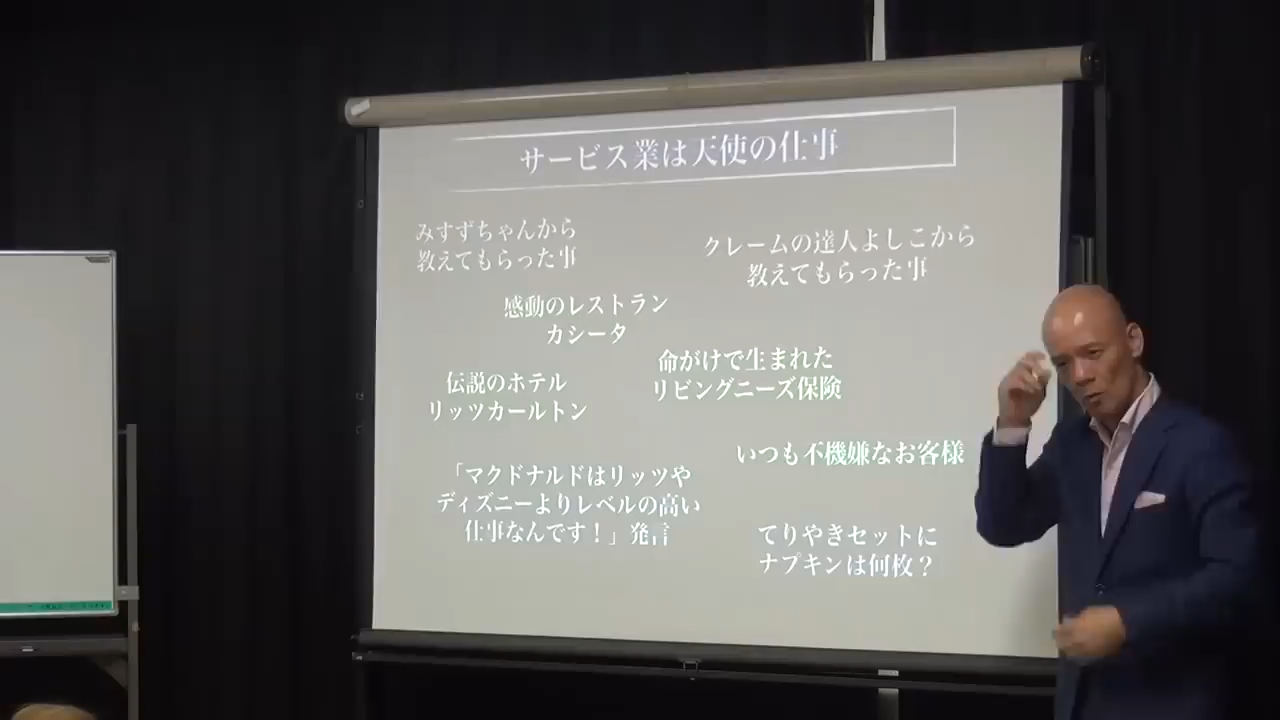 サービス業は天使の仕事
みすずちゃんから
教えてもらった事
クレームの達人よしこから
教えてもらった事
感動のレストラン
カシータ
命がけで生まれた
リビングニーズ保険
伝説のホテル
リッツカールトン
いつも不機嫌なお客様
「マクドナルドはリッツや
ディズニーよりレベルの高い
仕事なんです！」発言
てりやきセットに
ナプキンは何枚？